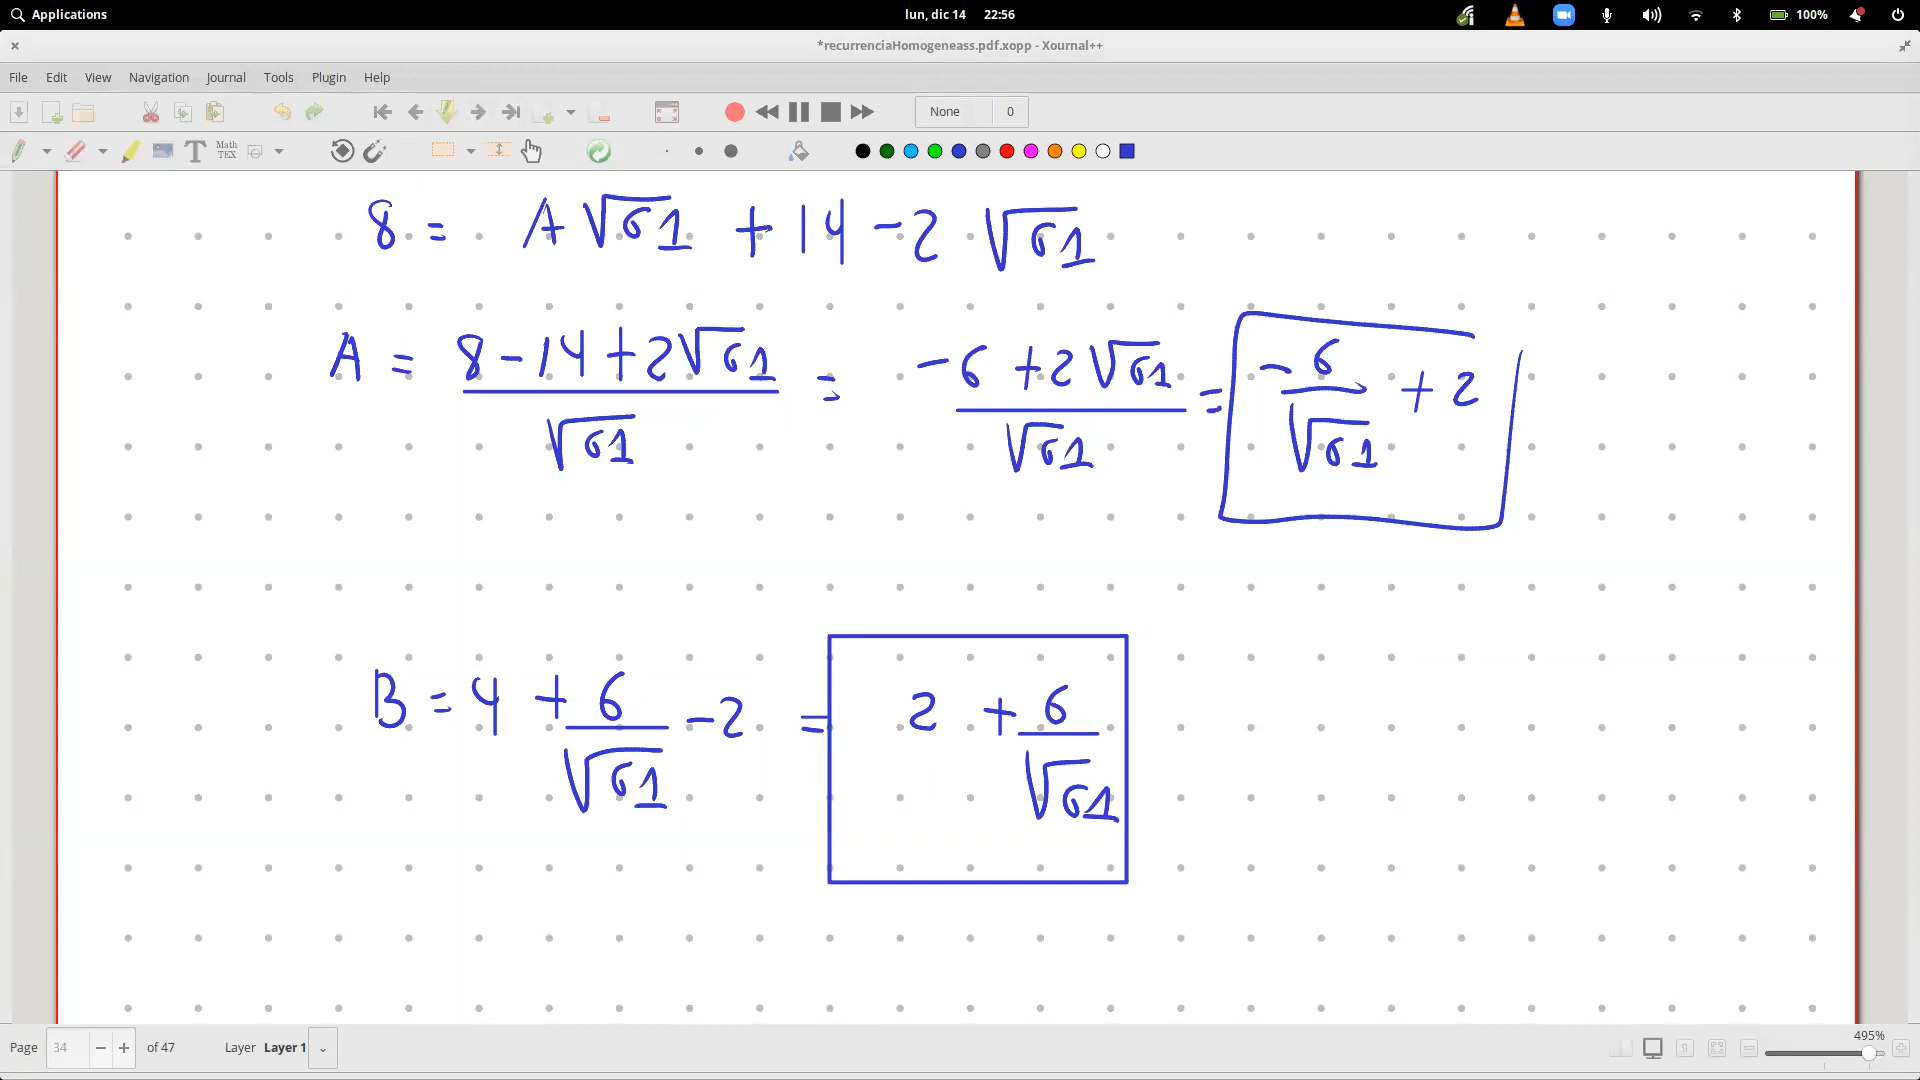 Applications lun, dic 14 22:56 100%
*recurrenciaHomogeneass.pdf.xopp - Xournal++
File Edit View Navigation Journal Tools Plugin Help
None 0
Math TEX
8 = A √61 + 14 - 2 √61
A = (8 - 14 + 2√61) / √61 = (-6 + 2√61) / √61 = -6/√61 + 2
B = 4 + 6/√61 - 2 = 2 + 6/√61
495%
Page 34 of 47 Layer Layer 1